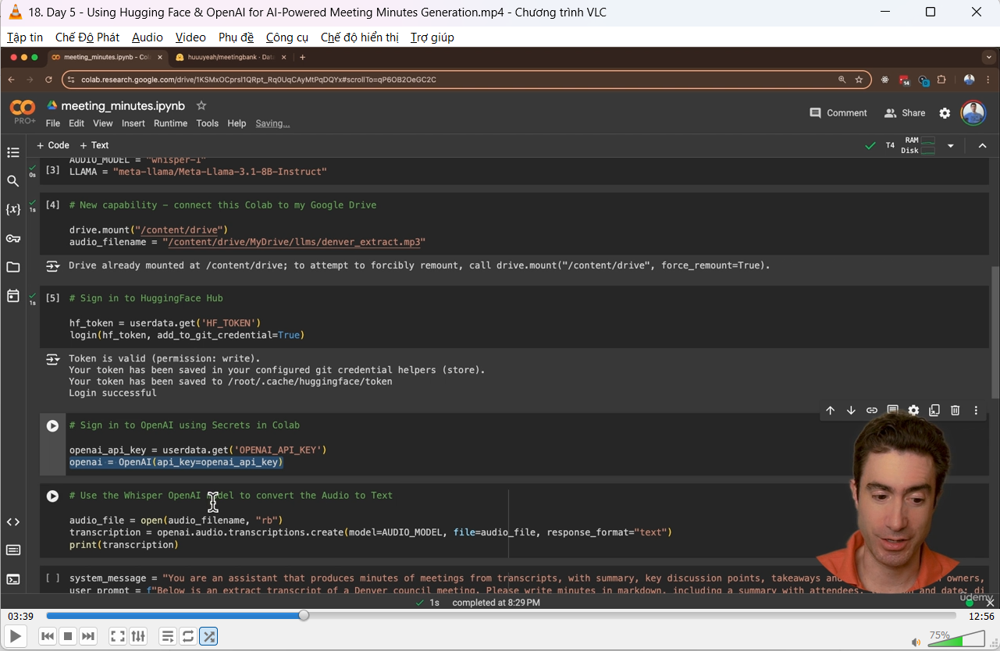 18. Day 5 - Using Hugging Face & OpenAI for AI-Powered Meeting Minutes Generation.mp4 - Chương trình VLC
Tập tin Chế Độ Phát Audio Video Phụ đề Công cụ Chế độ hiển thị Trợ giúp
meeting_minutes.ipynb - Col
huuuyeah/meetingbank · Data
colab.research.google.com/drive/1KSMxOCprsl1QRpt_Rq0UqCAyMtPqDQYx#scrollTo=qP6OB2OeGC2C
14
meeting_minutes.ipynb
PRO+
File Edit View Insert Runtime Tools Help Saving...
Comment Share
+ Code + Text
T4 RAM Disk
AUDIO_MODEL = "whisper-1"
0s [3] LLAMA = "meta-llama/Meta-Llama-3.1-8B-Instruct"
1s [4] # New capability - connect this Colab to my Google Drive
drive.mount("/content/drive")
audio_filename = "/content/drive/MyDrive/llms/denver_extract.mp3"
Drive already mounted at /content/drive; to attempt to forcibly remount, call drive.mount("/content/drive", force_remount=True).
1s [5] # Sign in to HuggingFace Hub
hf_token = userdata.get('HF_TOKEN')
login(hf_token, add_to_git_credential=True)
Token is valid (permission: write).
Your token has been saved in your configured git credential helpers (store).
Your token has been saved to /root/.cache/huggingface/token
Login successful
# Sign in to OpenAI using Secrets in Colab
openai_api_key = userdata.get('OPENAI_API_KEY')
openai = OpenAI(api_key=openai_api_key)
# Use the Whisper OpenAI model to convert the Audio to Text
audio_file = open(audio_filename, "rb")
transcription = openai.audio.transcriptions.create(model=AUDIO_MODEL, file=audio_file, response_format="text")
print(transcription)
[ ] system_message = "You are an assistant that produces minutes of meetings from transcripts, with summary, key discussion points, takeaways and owners,
user_prompt = f"Below is an extract transcript of a Denver council meeting. Please write minutes in markdown, including a summary with attendees, and date; di
1s completed at 8:29 PM
udemy
03:39 12:56
75%